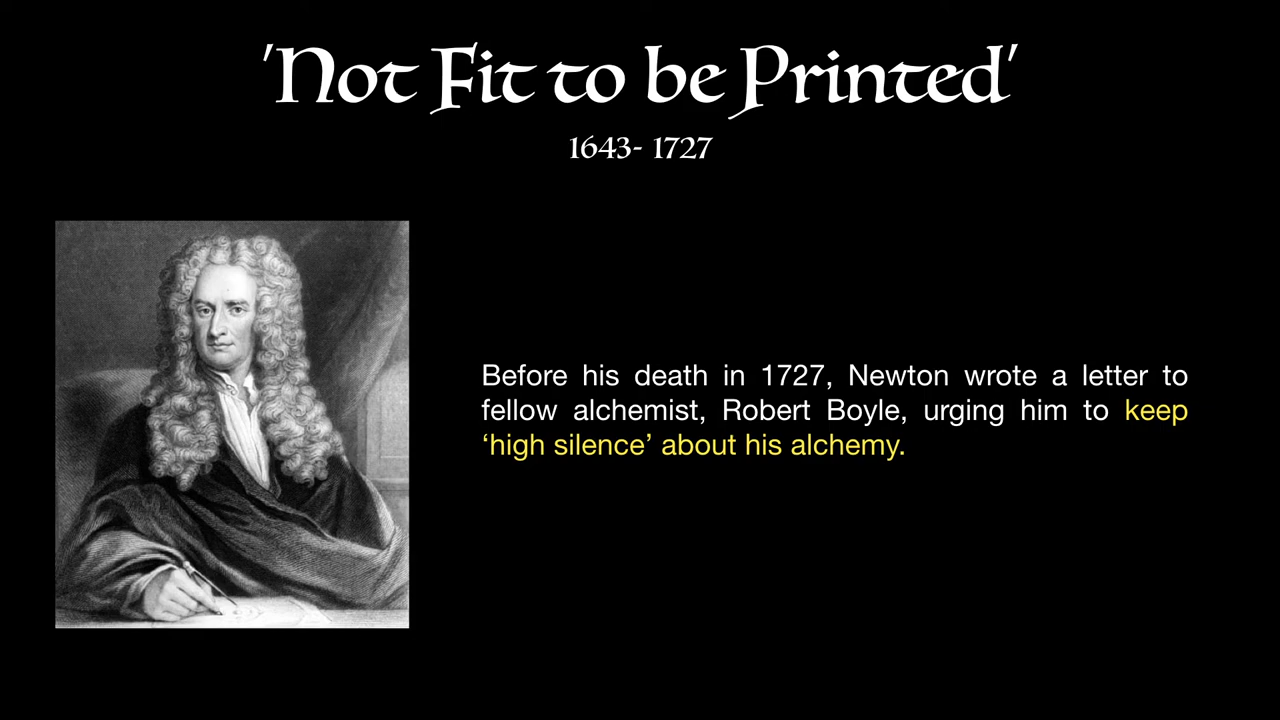 'Not Fit to be Printed'
1643- 1727
Before his death in 1727, Newton wrote a letter to
fellow alchemist, Robert Boyle, urging him to keep
‘high silence’ about his alchemy.